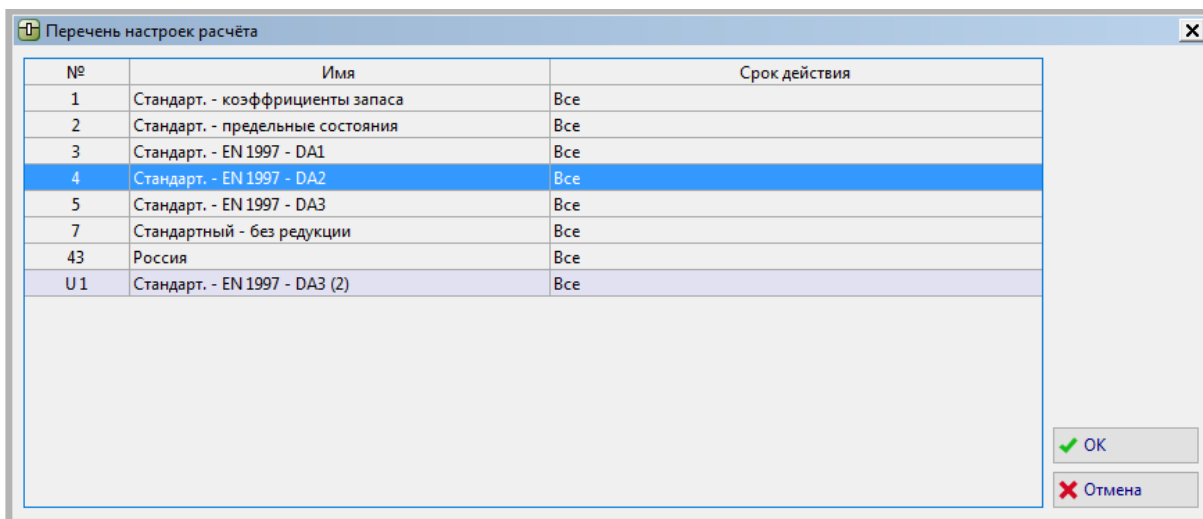 Перечень настроек расчёта
№ Имя Срок действия
1 Стандарт. - коэффрициенты запаса Все
2 Стандарт. - предельные состояния Все
3 Стандарт. - EN 1997 - DA1 Все
4 Стандарт. - EN 1997 - DA2 Все
5 Стандарт. - EN 1997 - DA3 Все
7 Стандартный - без редукции Все
43 Россия Все
U 1 Стандарт. - EN 1997 - DA3 (2) Все
OK
Отмена